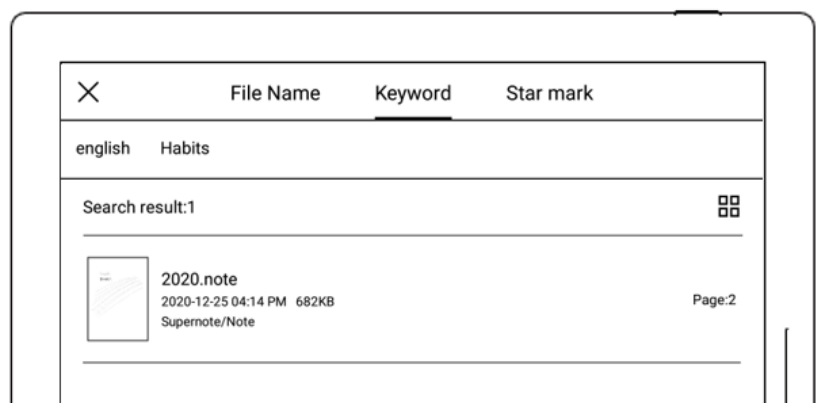 File Name Keyword Star mark
english Habits
Search result:1
2020.note
2020-12-25 04:14 PM 682KB
Page:2
Supernote/Note